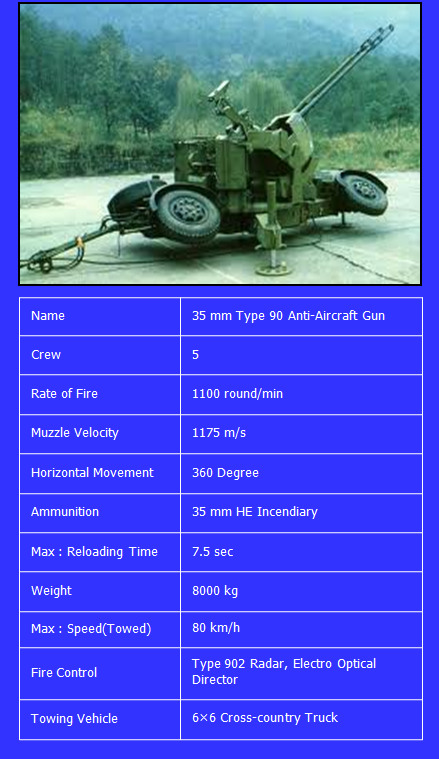 Name 35 mm Type 90 Anti-Aircraft Gun
Crew 5
Rate of Fire 1100 round/min
Muzzle Velocity 1175 m/s
Horizontal Movement 360 Degree
Ammunition 35 mm HE Incendiary
Max : Reloading Time 7.5 sec
Weight 8000 kg
Max : Speed(Towed) 80 km/h
Fire Control Type 902 Radar, Electro Optical
Director
Towing Vehicle 6×6 Cross-country Truck